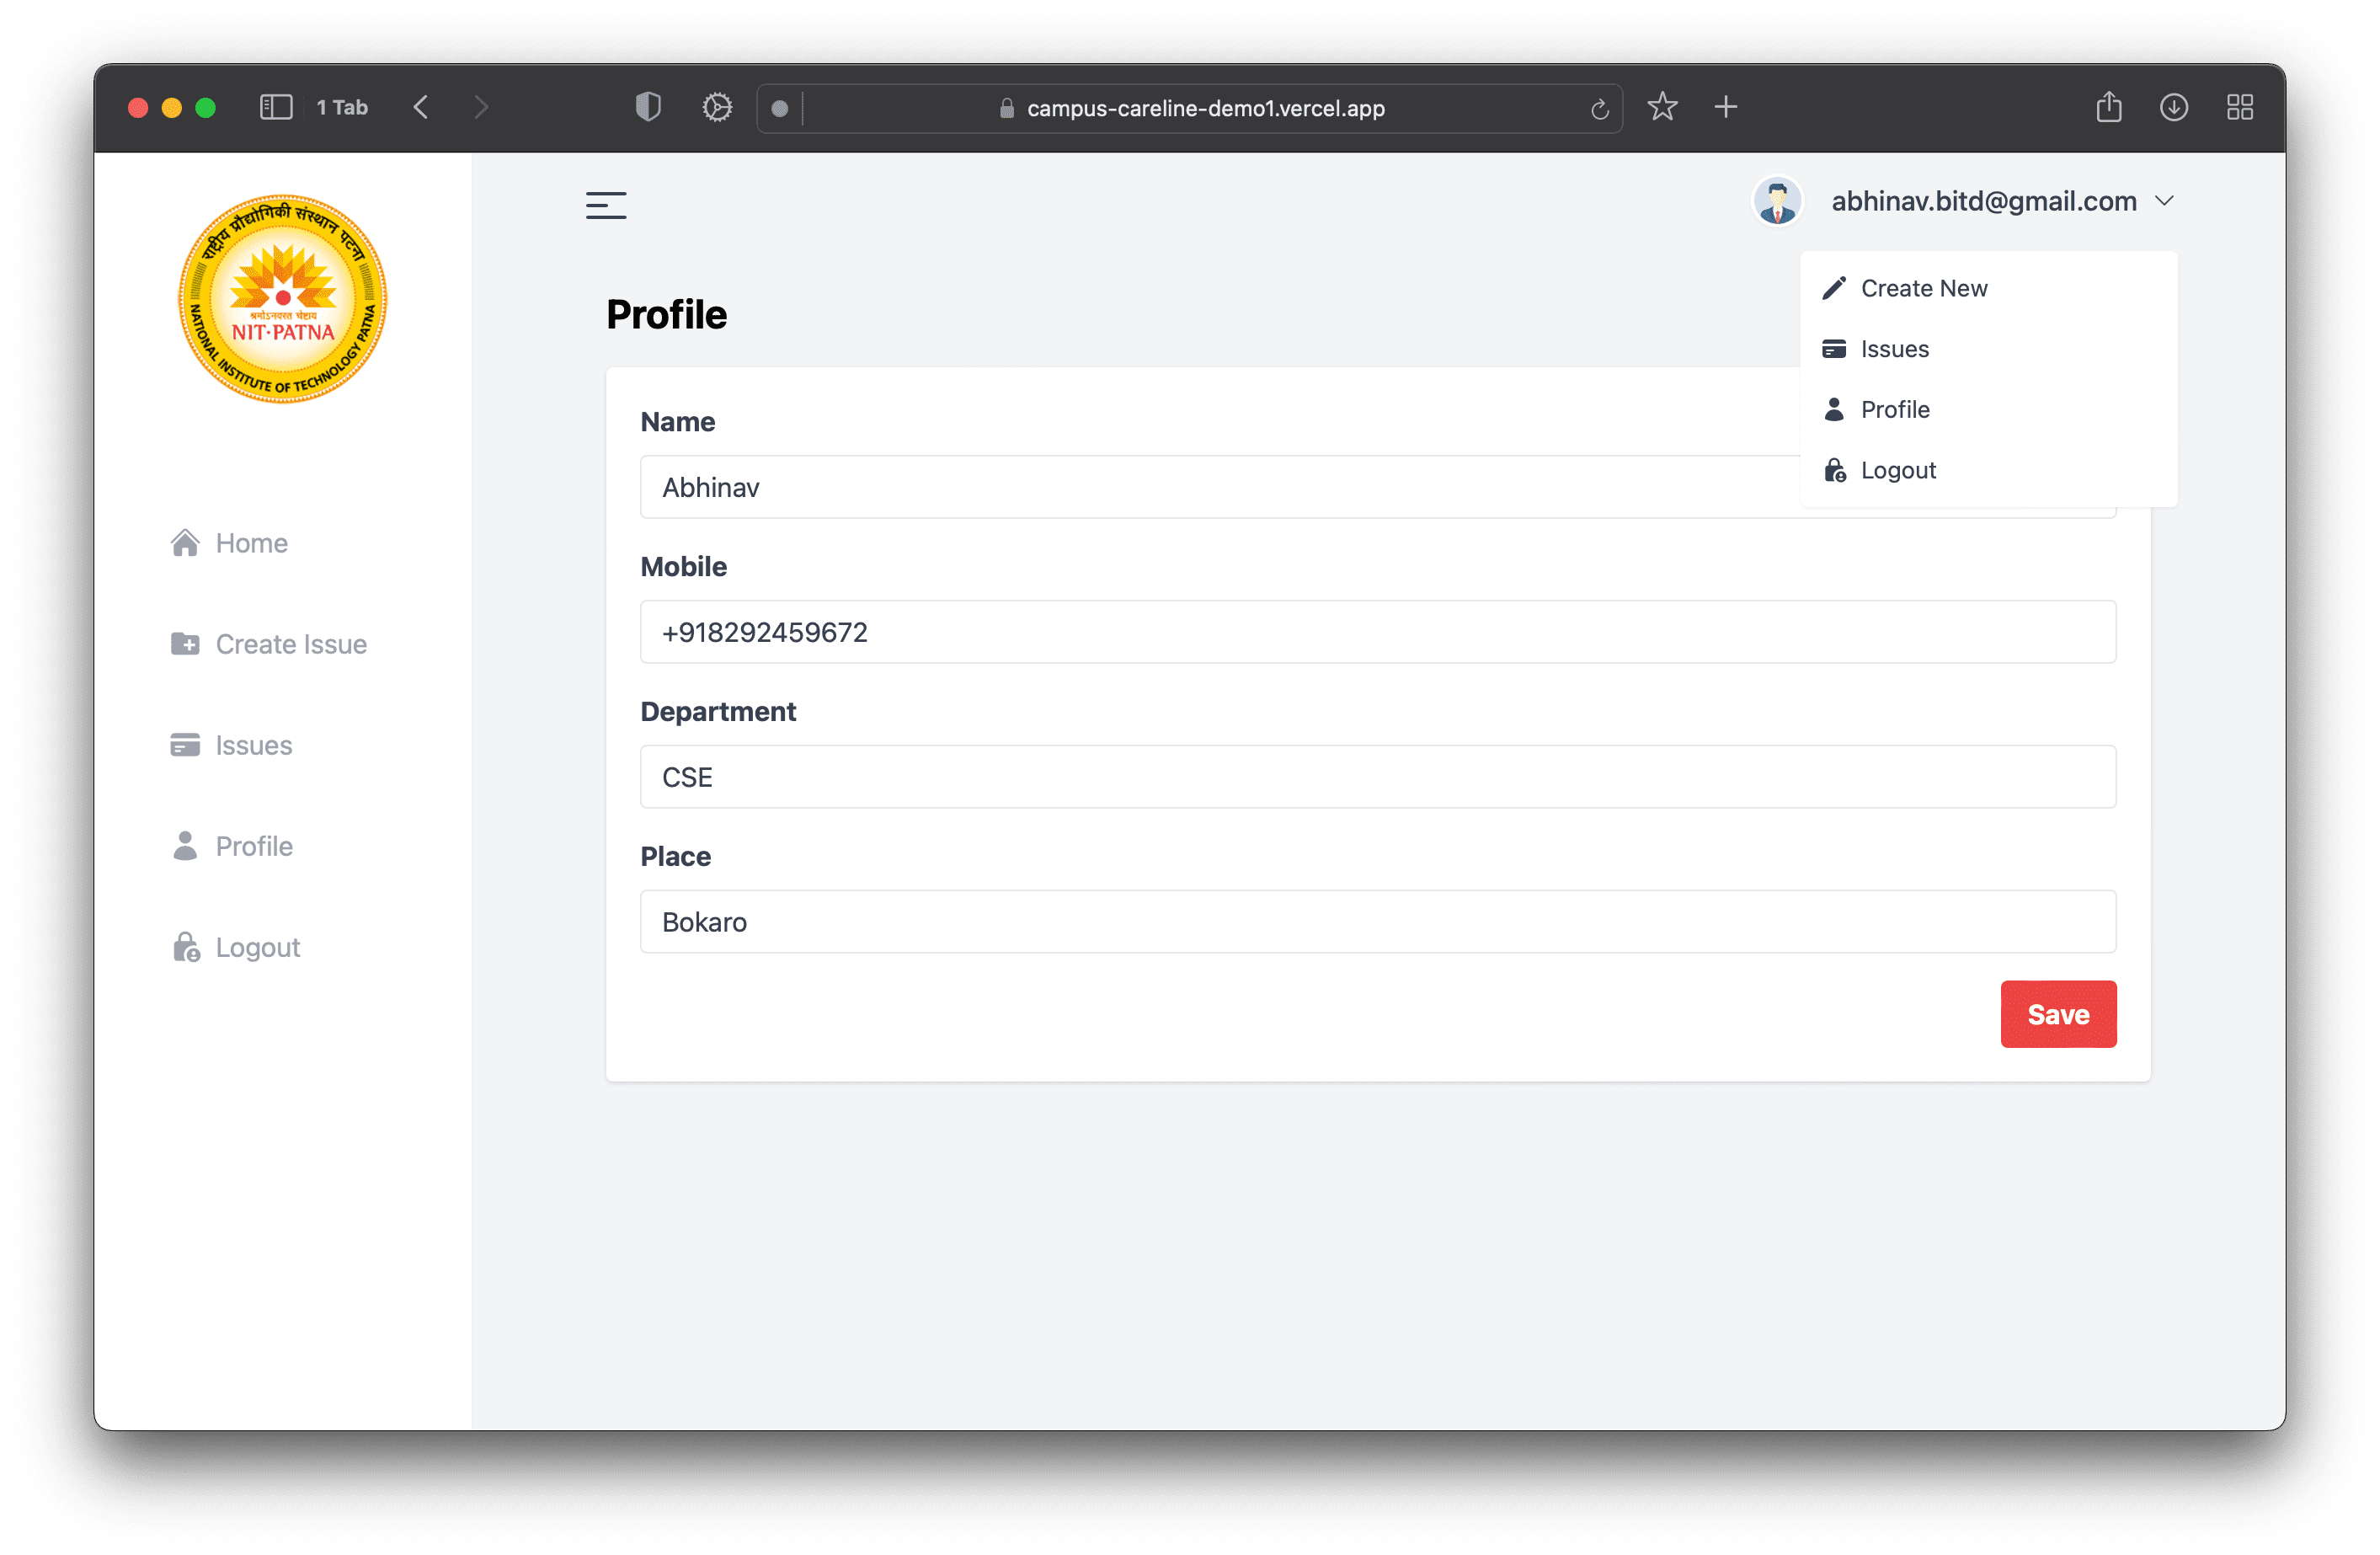 1 Tab
campus-careline-demo1.vercel.app
राष्ट्रीय प्रौद्योगिकी संस्थान पटना
श्रमोऽनवरत चेष्टाय
NIT-PATNA
NATIONAL INSTITUTE OF TECHNOLOGY PATNA
Home
Create Issue
Issues
Profile
Logout
abhinav.bitd@gmail.com
Create New
Issues
Profile
Logout
Profile
Name
Abhinav
Mobile
+918292459672
Department
CSE
Place
Bokaro
Save